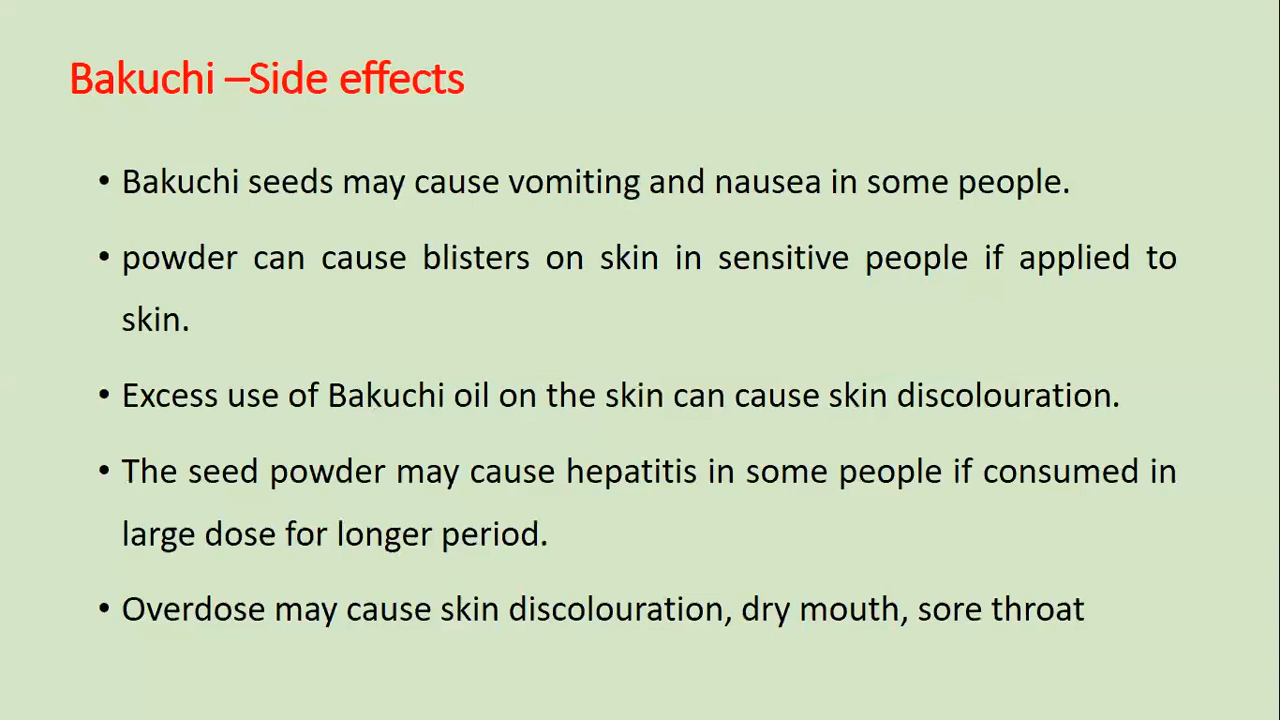 Bakuchi –Side effects
• Bakuchi seeds may cause vomiting and nausea in some people.
• powder can cause blisters on skin in sensitive people if applied to
skin.
• Excess use of Bakuchi oil on the skin can cause skin discolouration.
• The seed powder may cause hepatitis in some people if consumed in
large dose for longer period.
• Overdose may cause skin discolouration, dry mouth, sore throat